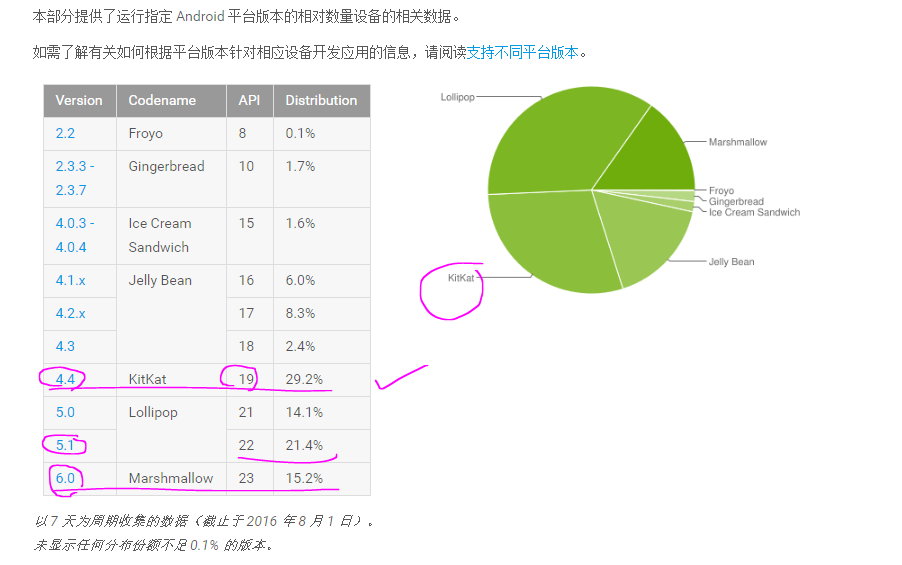 本部分提供了运行指定 Android 平台版本的相对数量设备的相关数据。
如需了解有关如何根据平台版本针对相应设备开发应用的信息，请阅读支持不同平台版本。
Version Codename API Distribution
2.2 Froyo 8 0.1%
2.3.3 - Gingerbread 10 1.7%
2.3.7
4.0.3 - Ice Cream 15 1.6%
4.0.4 Sandwich
4.1.x Jelly Bean 16 6.0%
4.2.x 17 8.3%
4.3 18 2.4%
4.4 KitKat 19 29.2%
5.0 Lollipop 21 14.1%
5.1 22 21.4%
6.0 Marshmallow 23 15.2%
Lollipop
Marshmallow
Froyo
Gingerbread
Ice Cream Sandwich
Jelly Bean
KitKat
以 7 天为周期收集的数据（截止于 2016 年 8 月 1 日）。
未显示任何分布份额不足 0.1% 的版本。